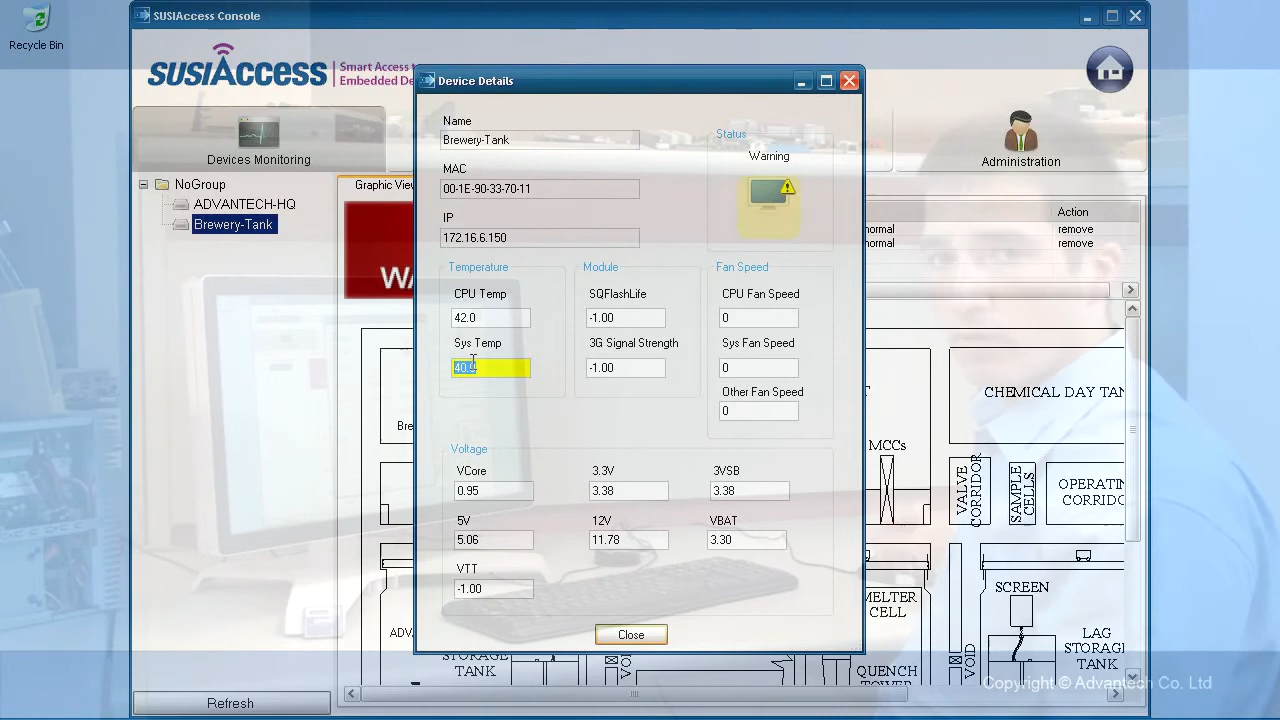 Recycle Bin
SUSIAccess Console
SUSIAccess
Smart Access t
Embedded De
Devices Monitoring
Administration
NoGroup
ADVANTECH-HQ
Brewery-Tank
Refresh
Graphic View
WA
Device Details
Name
Brewery-Tank
MAC
00-1E-90-33-70-11
IP
172.16.6.150
Status
Warning
Temperature
CPU Temp
42.0
Sys Temp
40.
Module
SQFlashLife
-1.00
3G Signal Strength
-1.00
Fan Speed
CPU Fan Speed
0
Sys Fan Speed
0
Other Fan Speed
0
Voltage
VCore
0.95
3.3V
3.38
3VSB
3.38
5V
5.06
12V
11.78
VBAT
3.30
VTT
-1.00
Close
Action
normal remove
normal remove
CHEMICAL DAY TAN
Brew
MCCs
VALVE CORRIDOR
SAMPLE CELLS
OPERATIN
CORRIDO
SCREEN
MELTER
CELL
ADV
STORAGE
TANK
VOID
LAG
STORAG
TANK
QUENCH
TOWER
Copyright © Advantech Co. Ltd